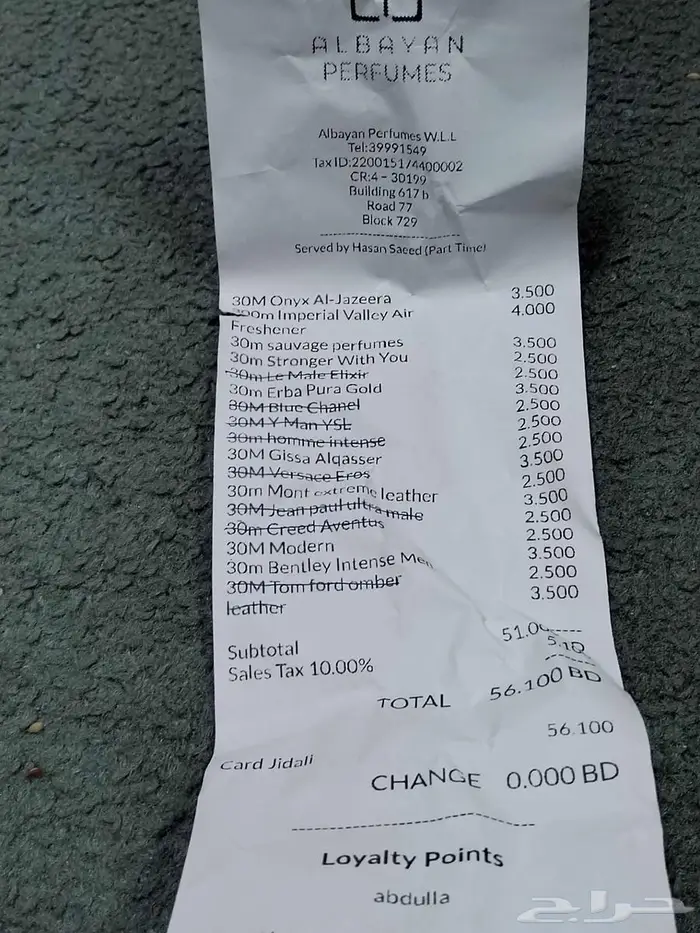 ALBAYAN
PERFUMES
Albayan Perfumes W.L.L
Tel:39991549
Tax ID:2200151/4400002
CR:4 - 30199
Building 617 b
Road 77
Block 729
Served by Hasan Saeed (Part Time)
30M Onyx Al-Jazeera 3.500
Imperial Valley Air 4.000
Freshener
30m sauvage perfumes 3.500
30m Stronger With You 2.500
30m Le Male Elixir 2.500
30m Erba Pura Gold 3.500
30M Blue Chanel 2.500
30M Y Man YSL 2.500
30m homme intense 2.500
30M Gissa Alqasser 3.500
30M Versace Eros 2.500
30m Mont extreme leather 3.500
30M Jean paul ultra male 2.500
30m Creed Aventus 2.500
30M Modern 3.500
30m Bentley Intense Men 2.500
30M Tom ford omber 3.500
leather
Subtotal 51.00
Sales Tax 10.00% 5.10
TOTAL 56.100 BD
56.100
Card Jidali
CHANGE 0.000 BD
Loyalty Points
abdulla
حراج